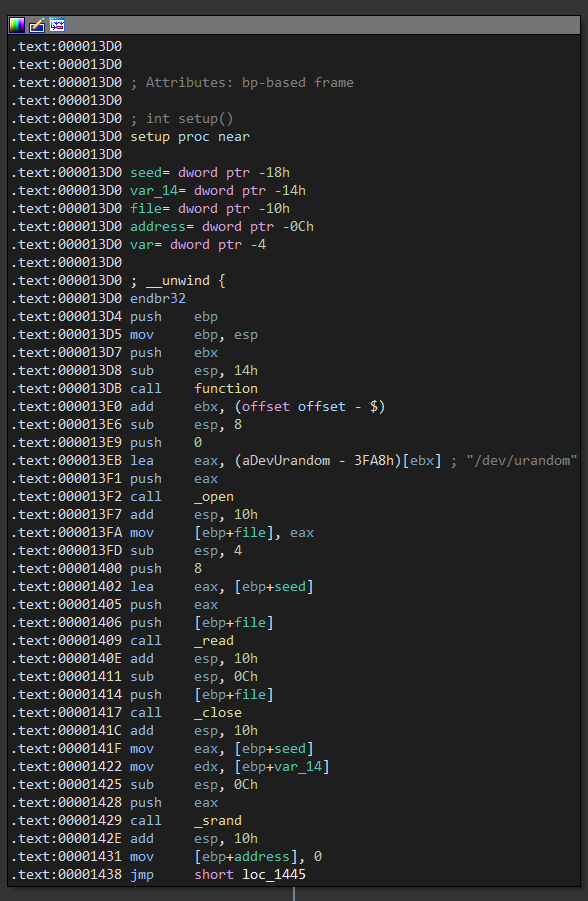 .text:000013D0
.text:000013D0
.text:000013D0 ; Attributes: bp-based frame
.text:000013D0
.text:000013D0 ; int setup()
.text:000013D0 setup proc near
.text:000013D0
.text:000013D0 seed= dword ptr -18h
.text:000013D0 var_14= dword ptr -14h
.text:000013D0 file= dword ptr -10h
.text:000013D0 address= dword ptr -0Ch
.text:000013D0 var= dword ptr -4
.text:000013D0
.text:000013D0 ; __unwind {
.text:000013D0 endbr32
.text:000013D4 push    ebp
.text:000013D5 mov     ebp, esp
.text:000013D7 push    ebx
.text:000013D8 sub     esp, 14h
.text:000013DB call    function
.text:000013E0 add     ebx, (offset offset - $)
.text:000013E6 sub     esp, 8
.text:000013E9 push    0
.text:000013EB lea     eax, (aDevUrandom - 3FA8h)[ebx] ; "/dev/urandom"
.text:000013F1 push    eax
.text:000013F2 call    _open
.text:000013F7 add     esp, 10h
.text:000013FA mov     [ebp+file], eax
.text:000013FD sub     esp, 4
.text:00001400 push    8
.text:00001402 lea     eax, [ebp+seed]
.text:00001405 push    eax
.text:00001406 push    [ebp+file]
.text:00001409 call    _read
.text:0000140E add     esp, 10h
.text:00001411 sub     esp, 0Ch
.text:00001414 push    [ebp+file]
.text:00001417 call    _close
.text:0000141C add     esp, 10h
.text:0000141F mov     eax, [ebp+seed]
.text:00001422 mov     edx, [ebp+var_14]
.text:00001425 sub     esp, 0Ch
.text:00001428 push    eax
.text:00001429 call    _srand
.text:0000142E add     esp, 10h
.text:00001431 mov     [ebp+address], 0
.text:00001438 jmp     short loc_1445